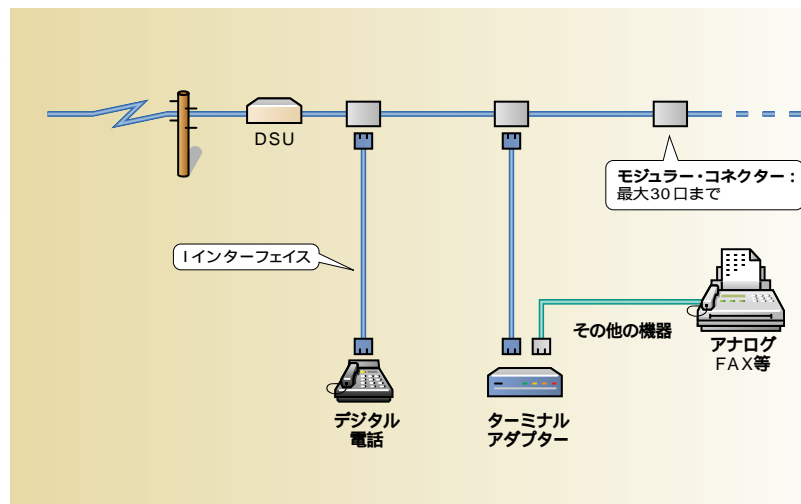 DSU
モジュラー・コネクター：
最大30口まで
Iインターフェイス
その他の機器
アナログ
FAX等
デジタル
電話
ターミナル
アダプター